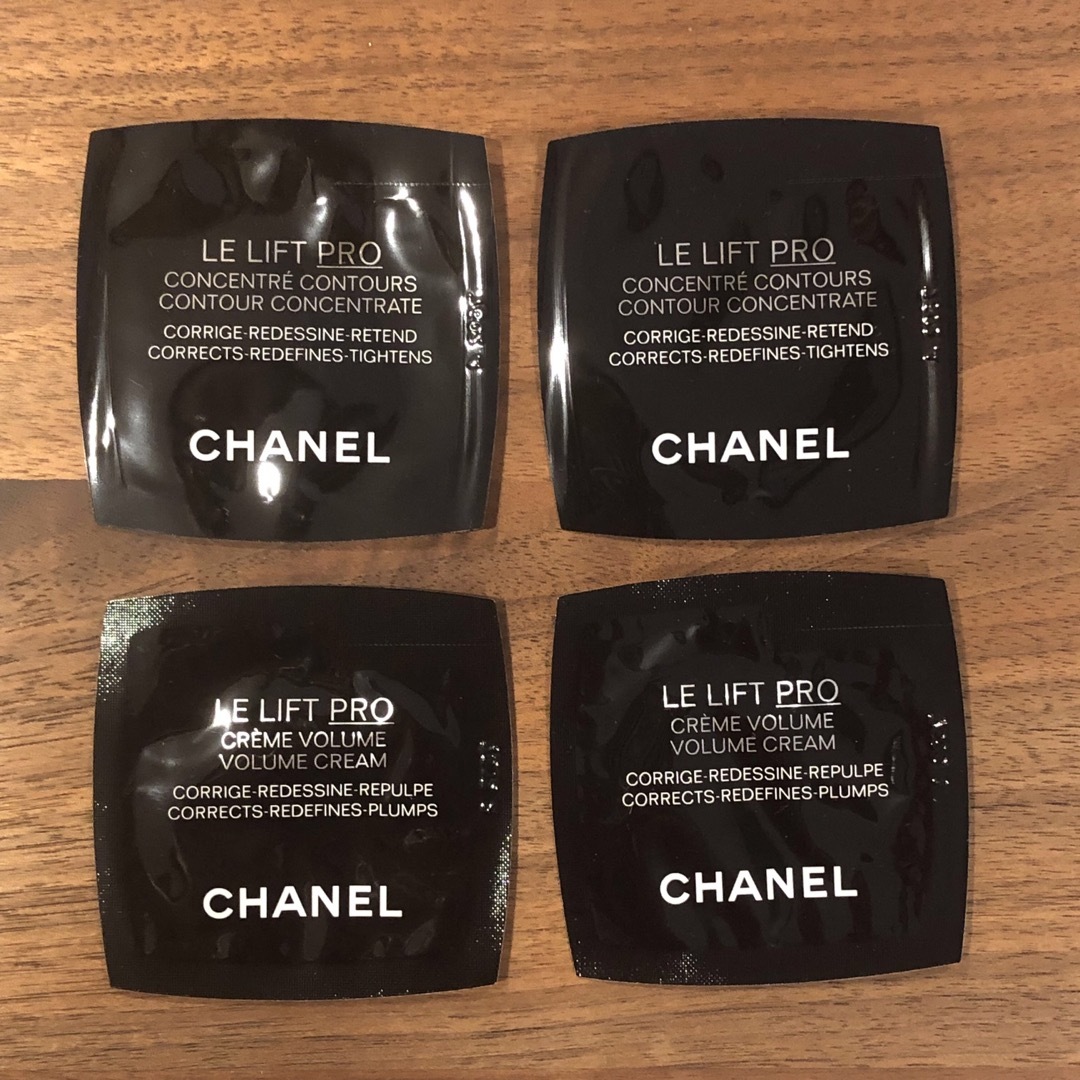 LE LIFT PRO
CONCENTRÉ CONTOURS
CONTOUR CONCENTRATE
CORRIGE-REDESSINE-RETEND
CORRECTS-REDEFINES-TIGHTENS
CHANEL
LE LIFT PRO
CONCENTRÉ CONTOURS
CONTOUR CONCENTRATE
CORRIGE-REDESSINE-RETEND
CORRECTS-REDEFINES-TIGHTENS
CHANEL
LE LIFT PRO
CRÈME VOLUME
VOLUME CREAM
CORRIGE-REDESSINE-REPULPE
CORRECTS-REDEFINES-PLUMPS
CHANEL
LE LIFT PRO
CRÈME VOLUME
VOLUME CREAM
CORRIGE-REDESSINE-REPULPE
CORRECTS-REDEFINES-PLUMPS
CHANEL